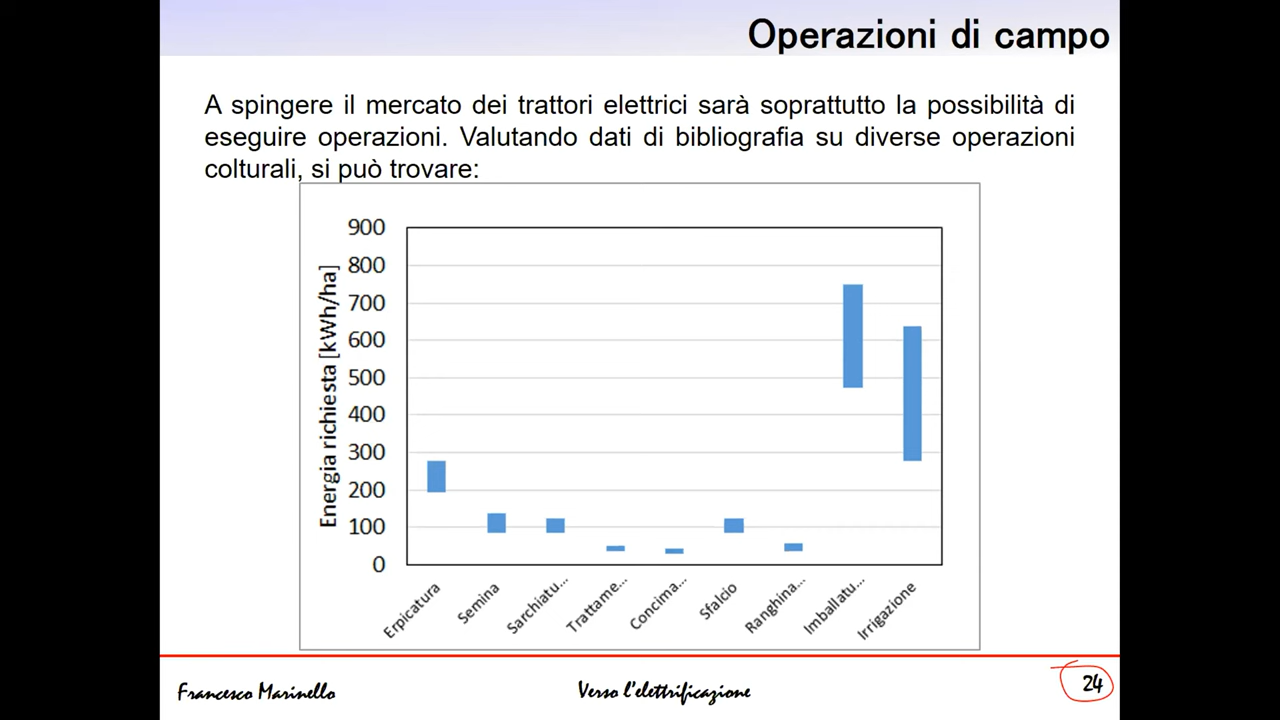 Operazioni di campo
A spingere il mercato dei trattori elettrici sarà soprattutto la possibilità di
eseguire operazioni. Valutando dati di bibliografia su diverse operazioni
colturali, si può trovare:
Energia richiesta [kWh/ha]
900
800
700
600
500
400
300
200
100
0
Erpicatura
Semina
Sarchiatu...
Trattame...
Concima...
Sfalcio
Ranghina...
Imballatu...
Irrigazione
Francesco Marinello
Verso l'elettrificazione
24